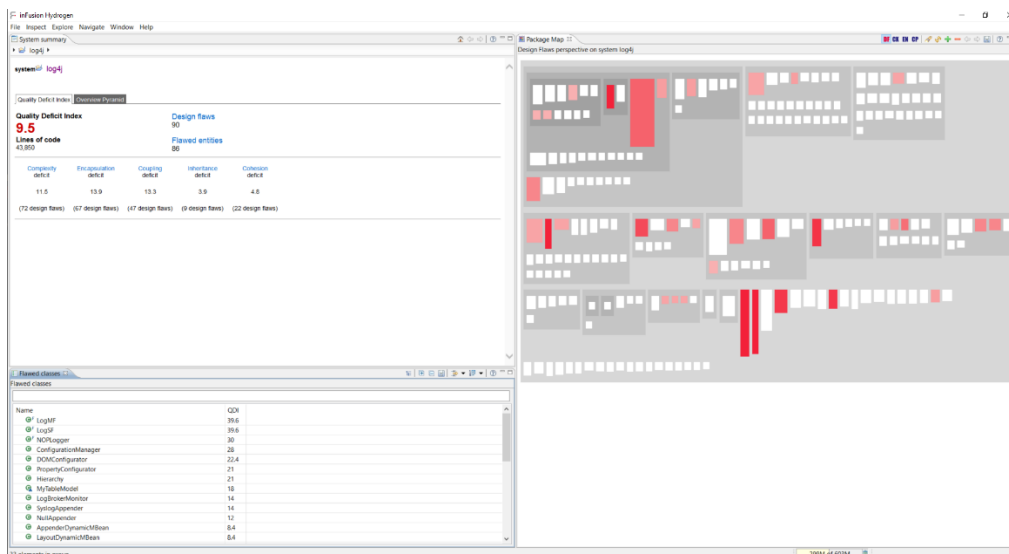 inFusion Hydrogen
File Inspect Explore Navigate Window Help
System summary
log4j
system log4j
Quality Deficit Index Overview Pyramid
Quality Deficit Index
9.5
Lines of code
43,850
Design flaws
90
Flawed entities
86
Complexity deficit Encapsulation deficit Coupling deficit Inheritance deficit Cohesion deficit
11.5 13.9 13.3 3.9 4.8
(72 design flaws) (67 design flaws) (47 design flaws) (9 design flaws) (22 design flaws)
Flawed classes
Flawed classes
Name QDI
LogMF 39.6
LogSF 39.6
NOPLogger 30
ConfigurationManager 28
DOMConfigurator 22.4
PropertyConfigurator 21
Hierarchy 21
MyTableModel 18
LogBrokerMonitor 14
SyslogAppender 14
NullAppender 12
AppenderDynamicMBean 8.4
LayoutDynamicMBean 8.4
Package Map
DF CH EN CP
Design Flaws perspective on system log4j